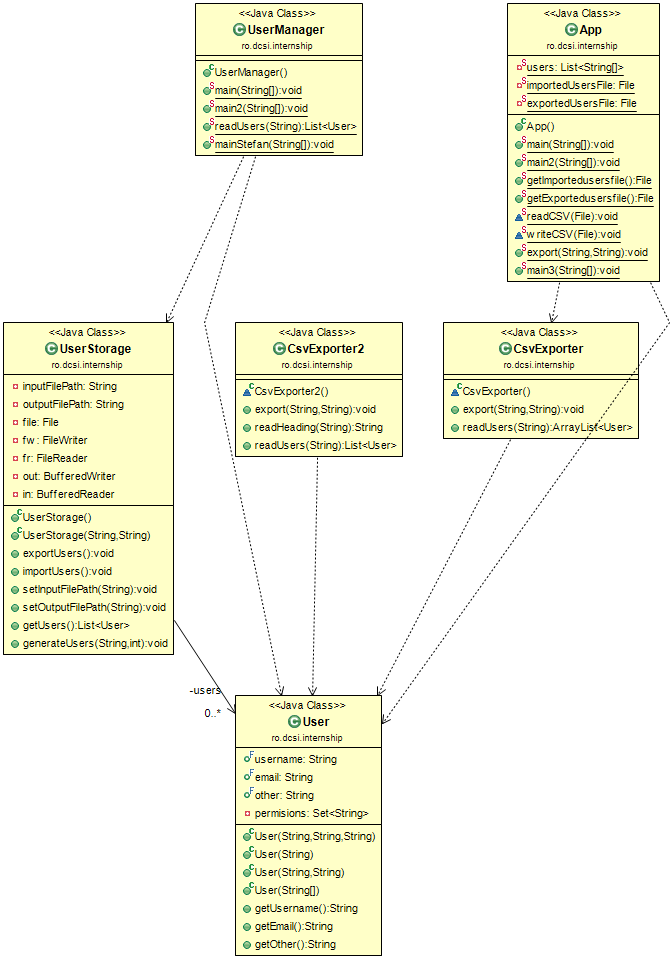 <<Java Class>>
UserManager
ro.dcsi.internship
UserManager()
main(String[]):void
main2(String[]):void
readUsers(String):List<User>
mainStefan(String[]):void
<<Java Class>>
App
ro.dcsi.internship
users: List<String[]>
importedUsersFile: File
exportedUsersFile: File
App()
main(String[]):void
main2(String[]):void
getImportedusersfile():File
getExportedusersfile():File
readCSV(File):void
writeCSV(File):void
export(String,String):void
main3(String[]):void
<<Java Class>>
UserStorage
ro.dcsi.internship
inputFilePath: String
outputFilePath: String
file: File
fw: FileWriter
fr: FileReader
out: BufferedWriter
in: BufferedReader
UserStorage()
UserStorage(String,String)
exportUsers():void
importUsers():void
setInputFilePath(String):void
setOutputFilePath(String):void
getUsers():List<User>
generateUsers(String,int):void
<<Java Class>>
CsvExporter2
ro.dcsi.internship
CsvExporter2()
export(String,String):void
readHeading(String):String
readUsers(String):List<User>
<<Java Class>>
CsvExporter
ro.dcsi.internship
CsvExporter()
export(String,String):void
readUsers(String):ArrayList<User>
-users
0..*
<<Java Class>>
User
ro.dcsi.internship
username: String
email: String
other: String
permisions: Set<String>
User(String,String,String)
User(String)
User(String,String)
User(String[])
getUsername():String
getEmail():String
getOther():String